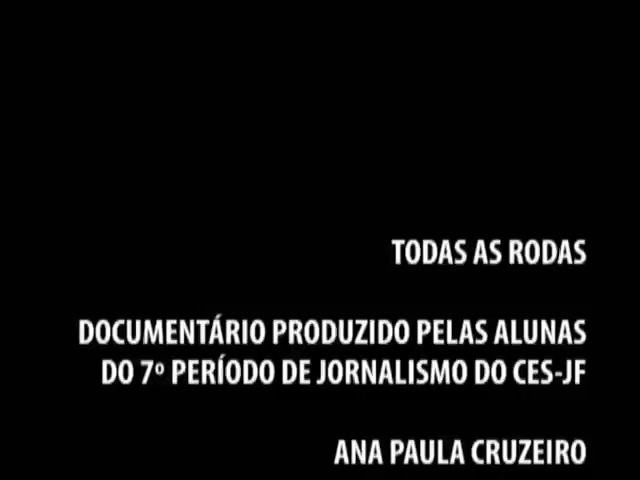 TODAS AS RODAS
DOCUMENTÁRIO PRODUZIDO PELAS ALUNAS
DO 7º PERÍODO DE JORNALISMO DO CES-JF
ANA PAULA CRUZEIRO